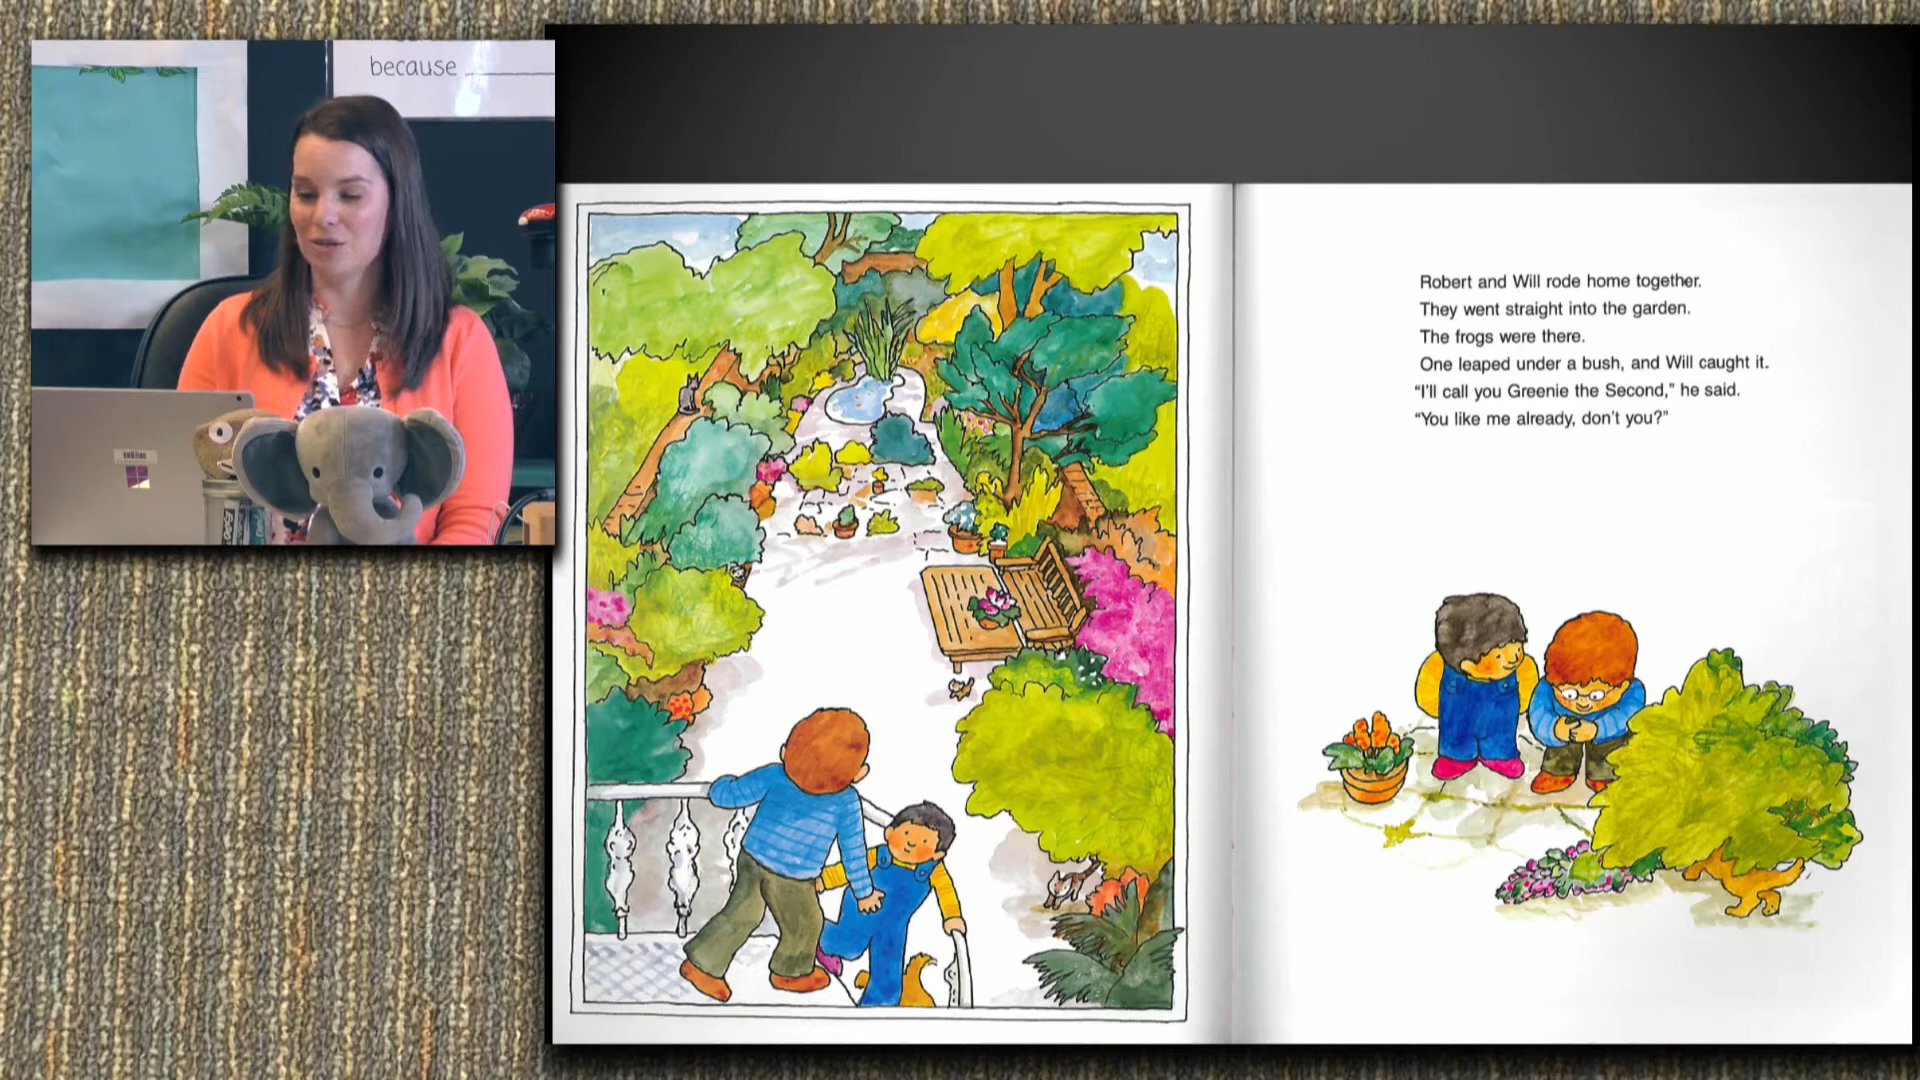 because
Robert and Will rode home together.
They went straight into the garden.
The frogs were there.
One leaped under a bush, and Will caught it.
“I’ll call you Greenie the Second,” he said.
“You like me already, don’t you?”
EXPO